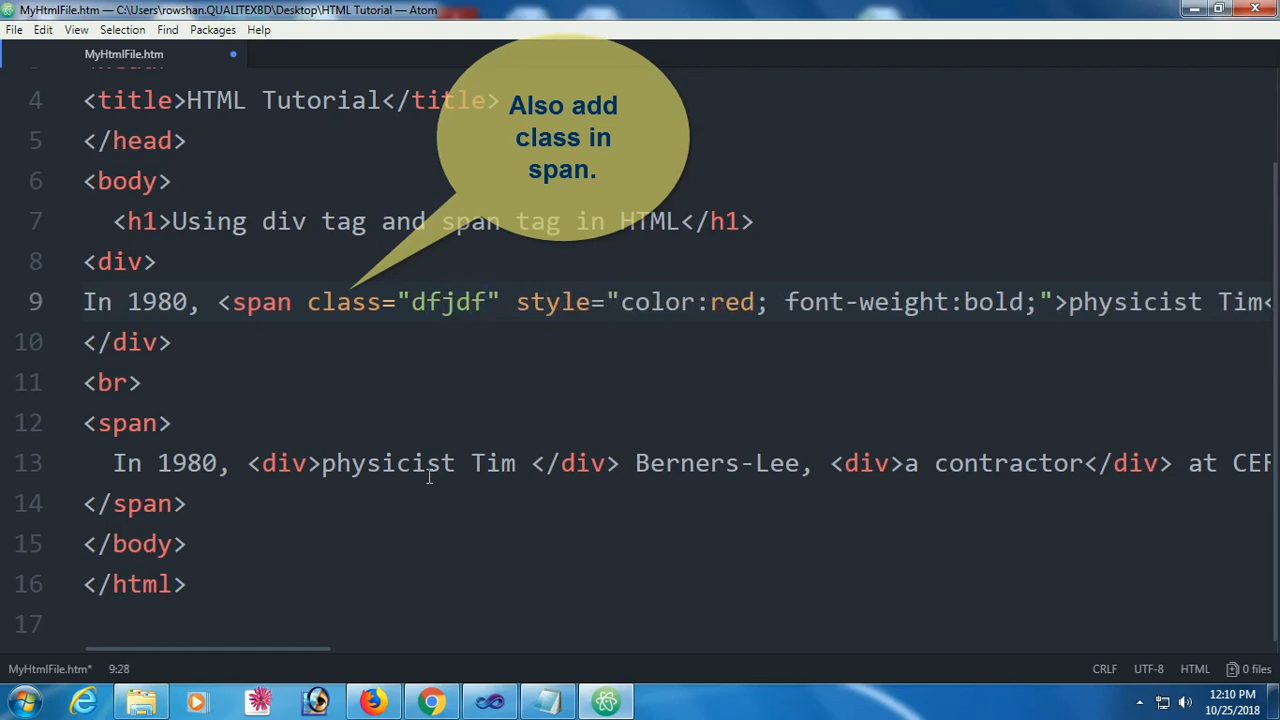 MyHtmlFile.htm — C:\Users\rowshan.QUALITEXBD\Desktop\HTML Tutorial — Atom
File Edit View Selection Find Packages Help
MyHtmlFile.htm
Also add
class in
span.
4 <title>HTML Tutorial</title>
5 </head>
6 <body>
7 <h1>Using div tag and span tag in HTML</h1>
8 <div>
9 In 1980, <span class="dfjdf" style="color:red; font-weight:bold;">physicist Tim<
10 </div>
11 <br>
12 <span>
13 In 1980, <div>physicist Tim </div> Berners-Lee, <div>a contractor</div> at CER
14 </span>
15 </body>
16 </html>
17
MyHtmlFile.htm* 9:28 CRLF UTF-8 HTML 0 files
12:10 PM
10/25/2018